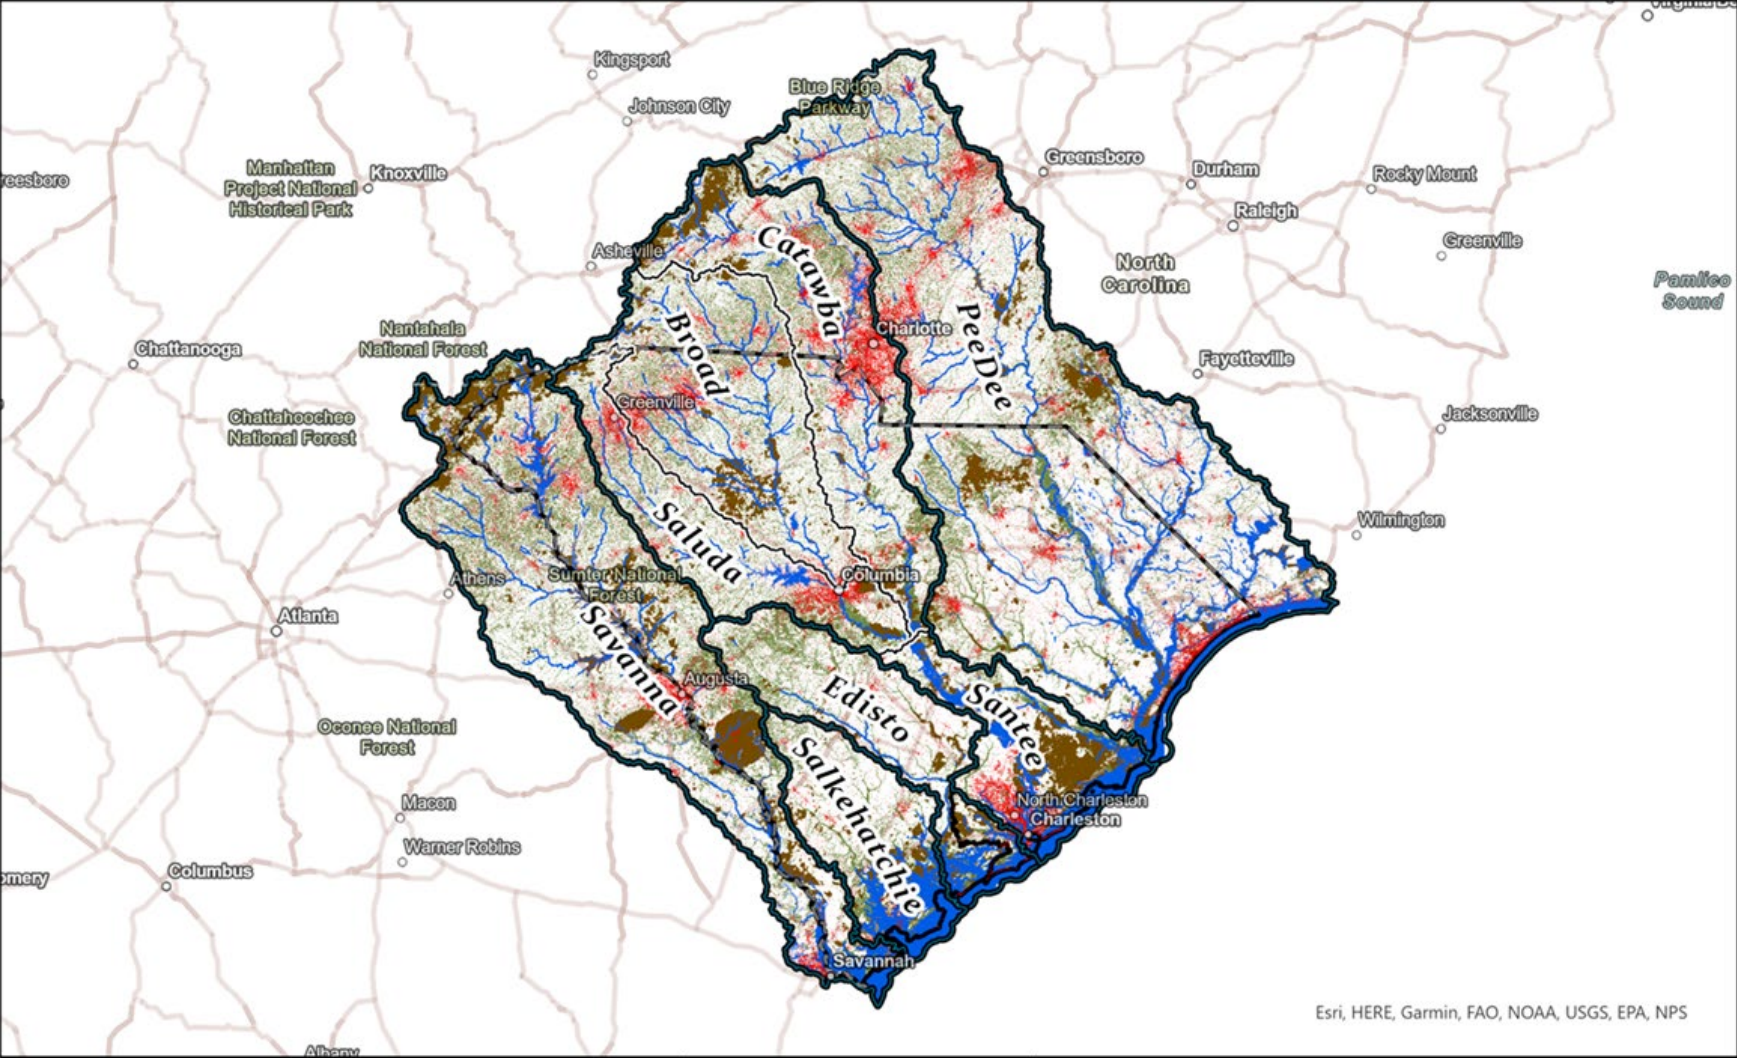 Kingsport
Johnson City
Blue Ridge
Parkway
Manhattan
Project National
Historical Park
Knoxville
reesboro
Greensboro
Durham
Rocky Mount
Raleigh
Greenville
Asheville
Catawba
North
Carolina
Pamlico
Sound
Nantahala
National Forest
Chattanooga
Broad
Charlotte
PeeDee
Fayetteville
Chattahoochee
National Forest
Greenville
Jacksonville
Saluda
Wilmington
Athens
Sumter National
Forest
Columbia
Atlanta
Savanna
Augusta
Edisto
Santee
Oconee National
Forest
Salkehatchie
Macon
North Charleston
Charleston
Warner Robins
Columbus
omery
Savannah
Esri, HERE, Garmin, FAO, NOAA, USGS, EPA, NPS